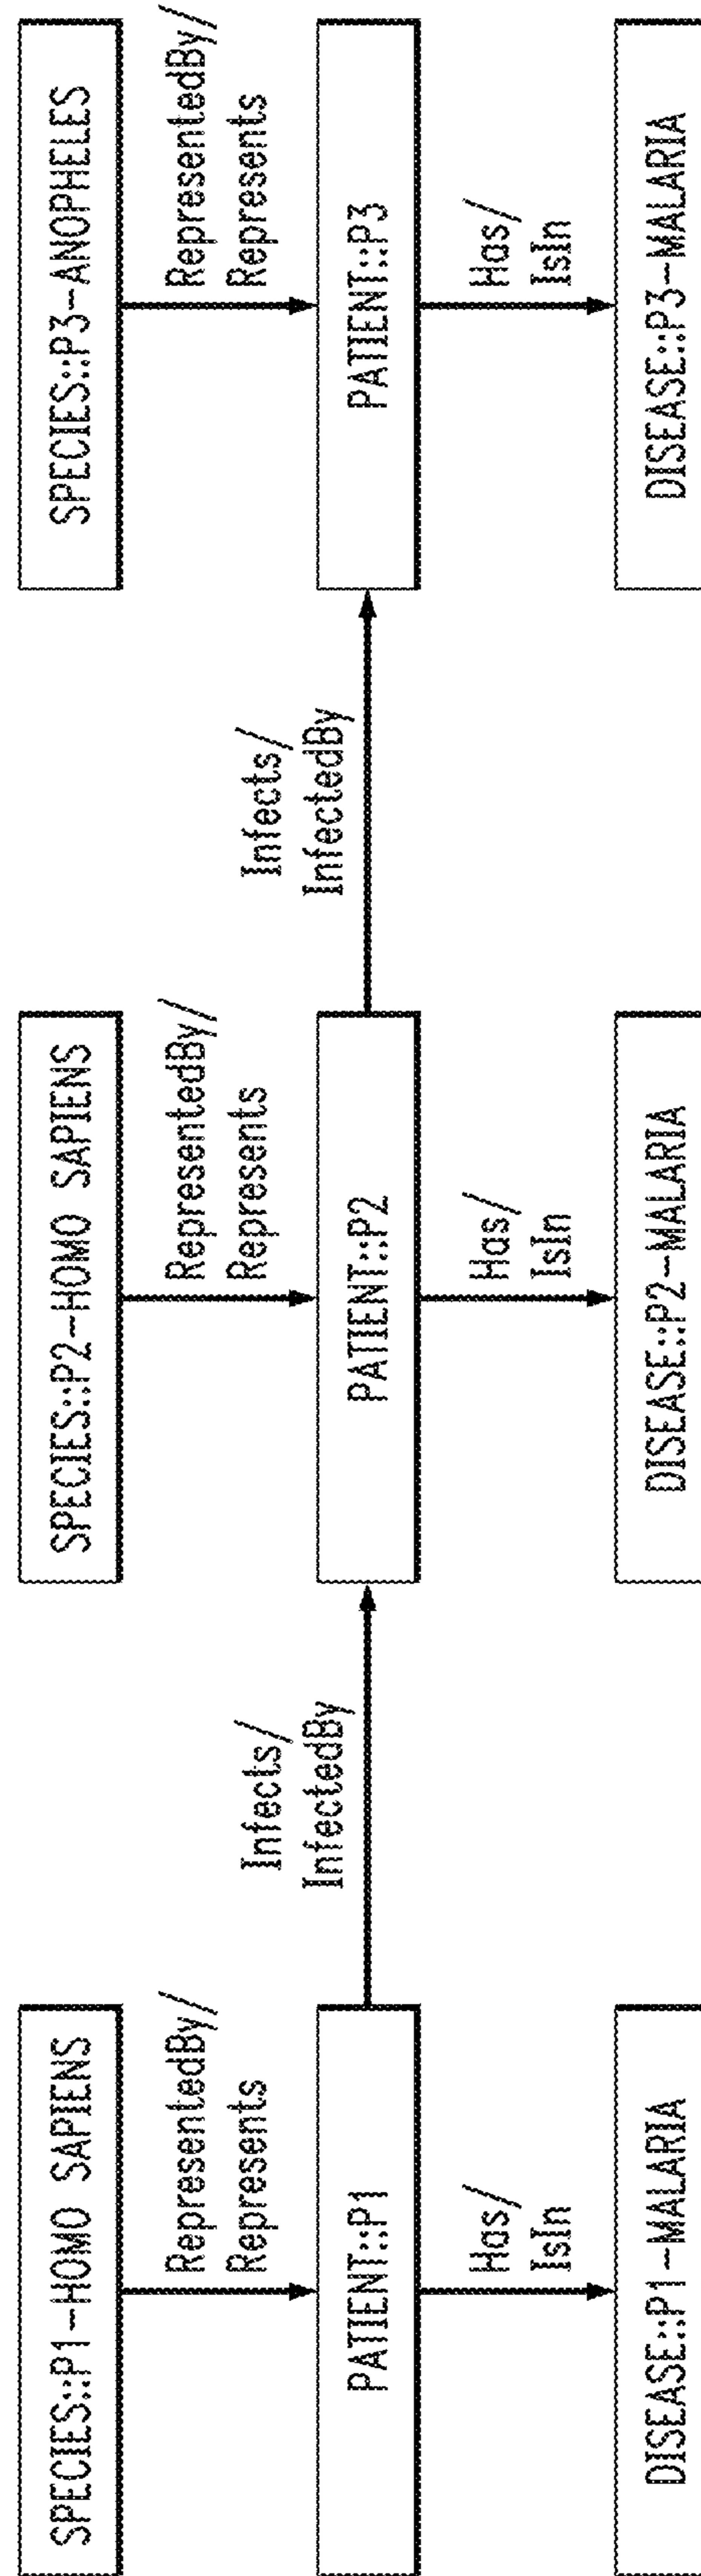 SPECIES::P1-HOMO SAPIENS
RepresentedBy/
Represents
PATIENT::P1
Has/
IsIn
DISEASE::P1-MALARIA
Infects/
InfectedBy
SPECIES::P2-HOMO SAPIENS
RepresentedBy/
Represents
PATIENT::P2
Has/
IsIn
DISEASE::P2-MALARIA
Infects/
InfectedBy
SPECIES::P3-ANOPHELES
RepresentedBy/
Represents
PATIENT::P3
Has/
IsIn
DISEASE::P3-MALARIA